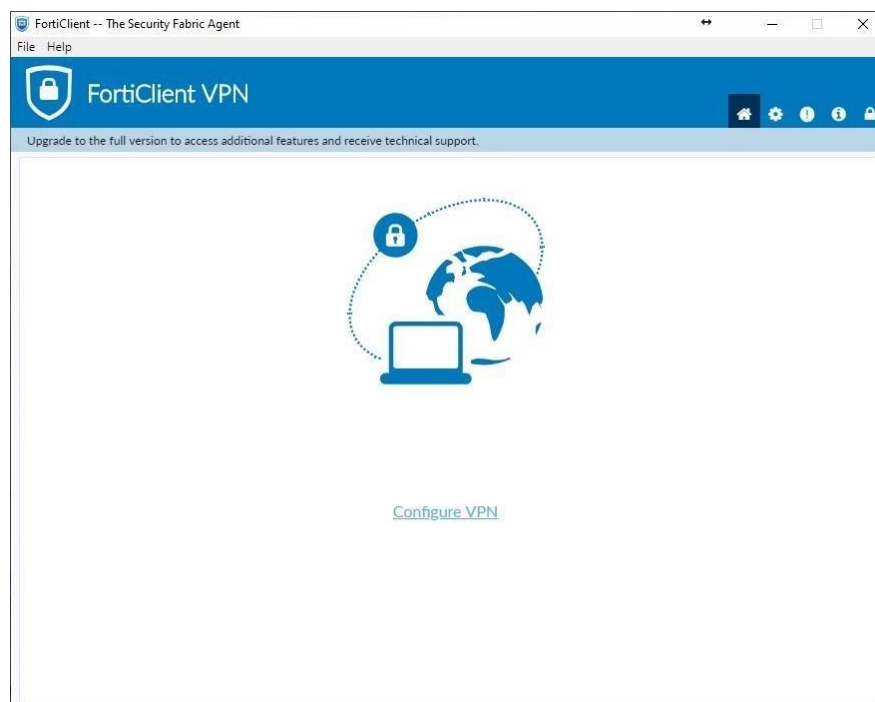 FortiClient -- The Security Fabric Agent
File Help
FortiClient VPN
Upgrade to the full version to access additional features and receive technical support.
Configure VPN